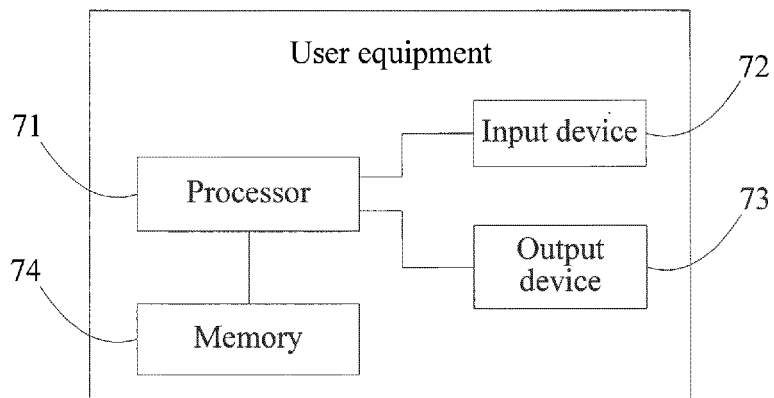 User equipment
72
Input device
71
Processor
73
Output
device
74
Memory